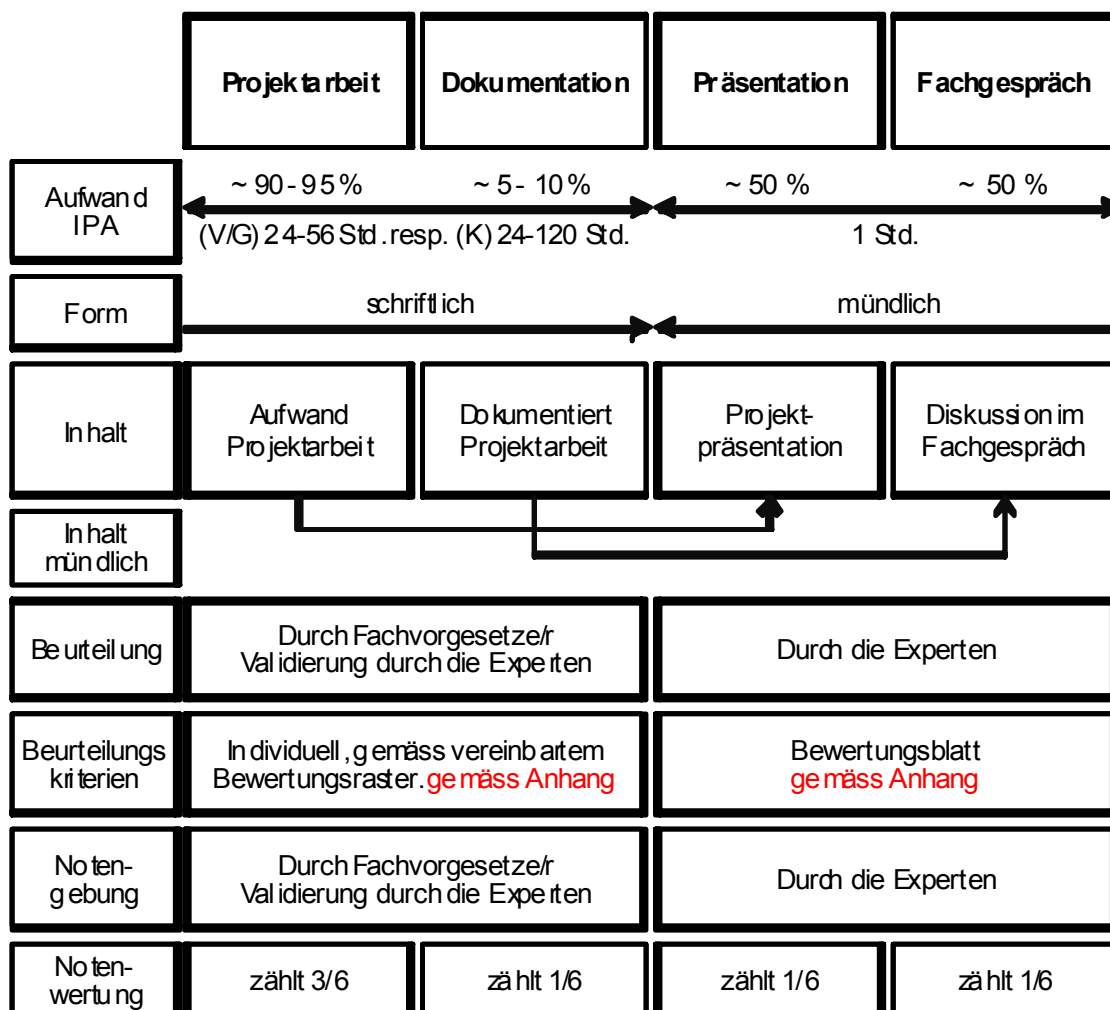 Projektarbeit
Dokumentation
Präsentation
Fachgespräch
Aufwand
IPA
~ 90-95%
~ 5-10%
~ 50 %
~ 50 %
(V/G) 24-56 Std. resp. (K) 24-120 Std.
1 Std.
Form
schriftlich
mündlich
Inhalt
Aufwand
Projektarbeit
Dokumentiert
Projektarbeit
Projekt-
präsentation
Diskussion im
Fachgespräch
Inhalt
mündlich
Beurteilung
Durch Fachvorgesetze/r
Validierung durch die Experten
Durch die Experten
Beurteilungs
kriterien
Individuell, gemäss vereinbartem
Bewertungsraster. gemäss Anhang
Bewertungsblatt
gemäss Anhang
Noten-
gebung
Durch Fachvorgesetze/r
Validierung durch die Experten
Durch die Experten
Noten-
wertung
zählt 3/6
zählt 1/6
zählt 1/6
zählt 1/6